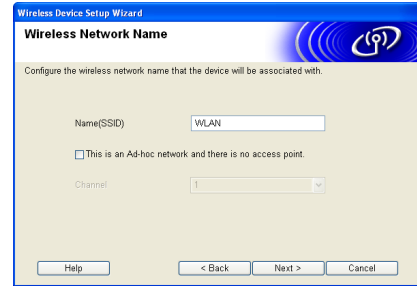 Wireless Device Setup Wizard
Wireless Network Name
Configure the wireless network name that the device will be associated with.
Name(SSID) WLAN
This is an Ad-hoc network and there is no access point.
Channel 1
Help < Back Next > Cancel